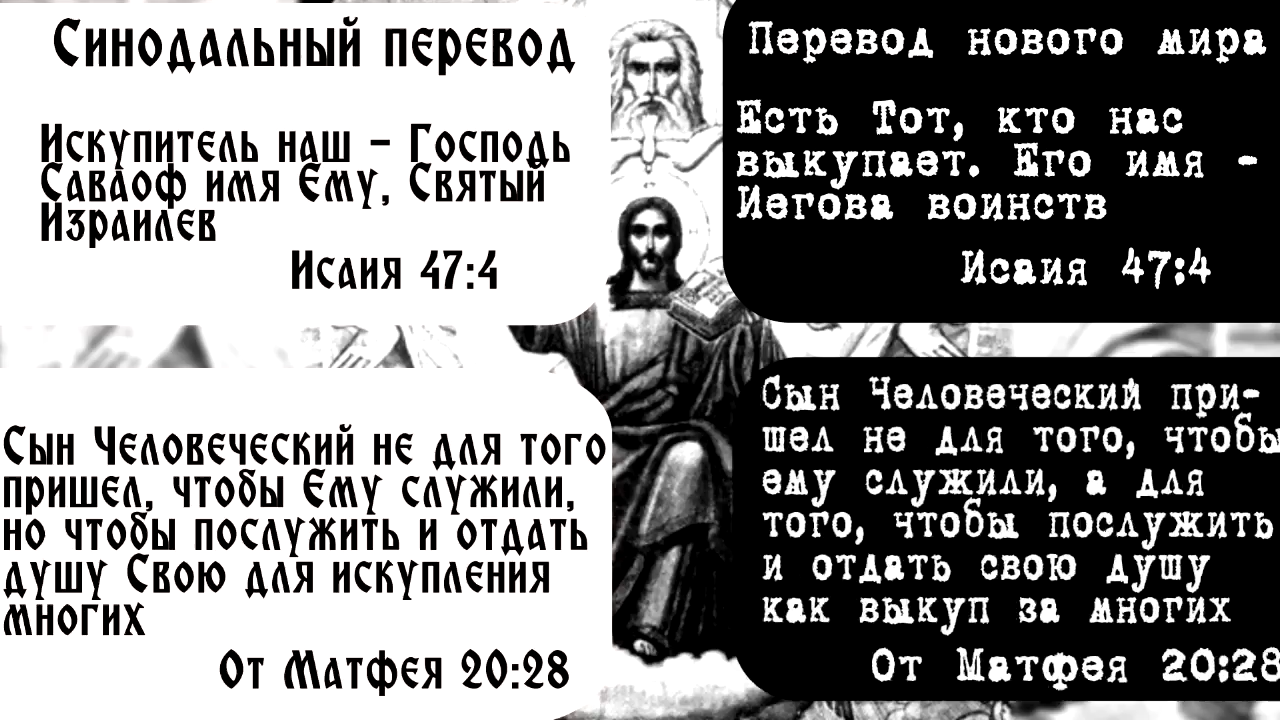 Синодальный перевод
Искупитель наш – Господь
Саваоф имя Ему, Святый
Израилев
Исаия 47:4
Перевод нового мира
Есть Тот, кто нас
выкупает. Его имя -
Иегова воинств
Исаия 47:4
Сын Человеческий не для того
пришел, чтобы Ему служили,
но чтобы послужить и отдать
душу Свою для искупления
многих
От Матфея 20:28
Сын Человеческий при-
шел не для того, чтобы
ему служили, а для
того, чтобы послужить
и отдать свою душу
как выкуп за многих
От Матфея 20:28